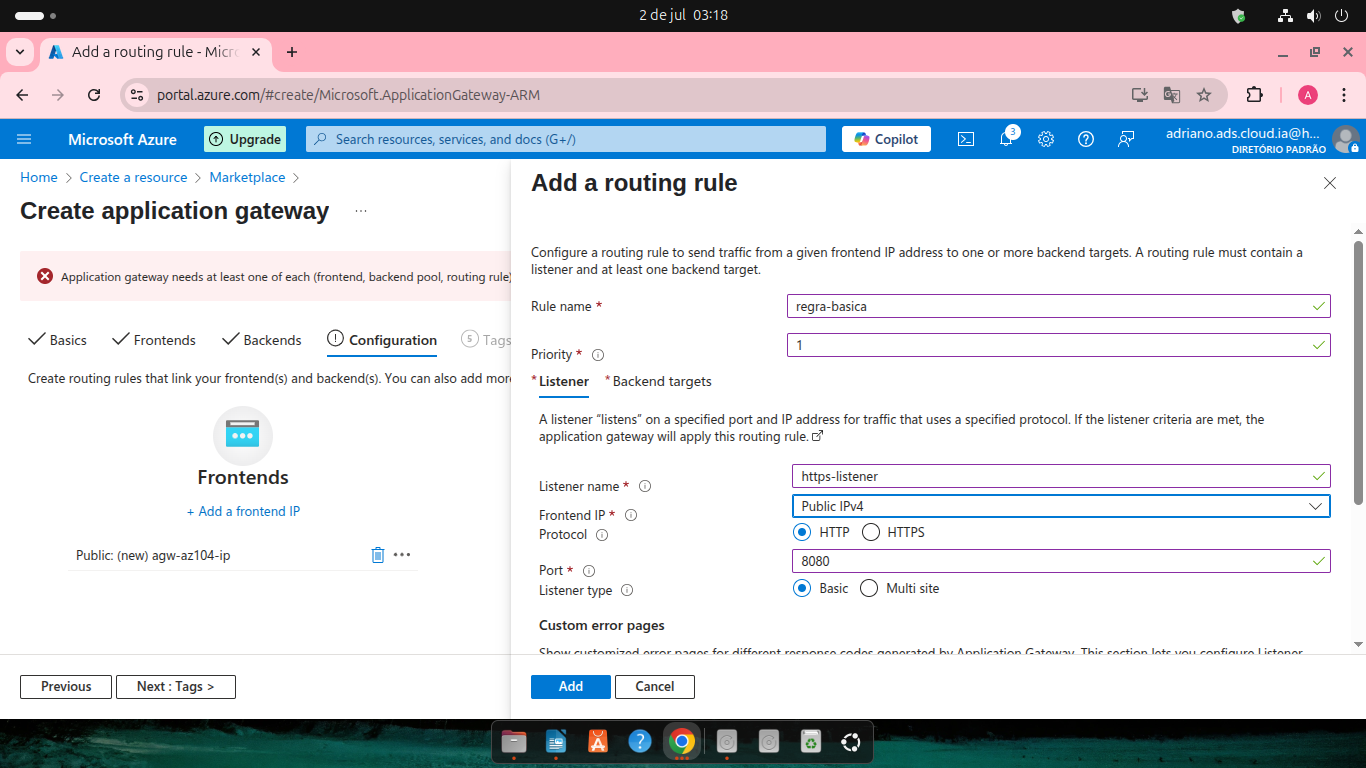 2 de jul 03:18
Add a routing rule - Micr
portal.azure.com/#create/Microsoft.ApplicationGateway-ARM
A
Microsoft Azure
Upgrade
Search resources, services, and docs (G+/)
Copilot
3
adriano.ads.cloud.ia@h...
DIRETÓRIO PADRÃO
Home > Create a resource > Marketplace >
Create application gateway ...
Application gateway needs at least one of each (frontend, backend pool, routing rule)
Basics
Frontends
Backends
Configuration
5 Tags
Create routing rules that link your frontend(s) and backend(s). You can also add more
Frontends
+ Add a frontend IP
Public: (new) agw-az104-ip
Previous
Next : Tags >
Add a routing rule
Configure a routing rule to send traffic from a given frontend IP address to one or more backend targets. A routing rule must contain a
listener and at least one backend target.
Rule name * regra-basica
Priority * 1
* Listener * Backend targets
A listener “listens” on a specified port and IP address for traffic that uses a specified protocol. If the listener criteria are met, the
application gateway will apply this routing rule.
Listener name * https-listener
Frontend IP * Public IPv4
Protocol HTTP HTTPS
Port * 8080
Listener type Basic Multi site
Custom error pages
Show customized error pages for different response codes generated by Application Gateway. This section lets you configure Listener
Add
Cancel